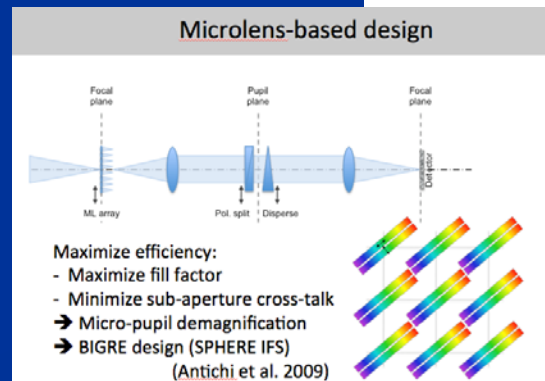 Microlens-based design
Focal
plane
Pupil
plane
Focal
plane
Detector
ML array
Pol. split
Disperse
Maximize efficiency:
- Maximize fill factor
- Minimize sub-aperture cross-talk
➔ Micro-pupil demagnification
➔ BIGRE design (SPHERE IFS)
(Antichi et al. 2009)